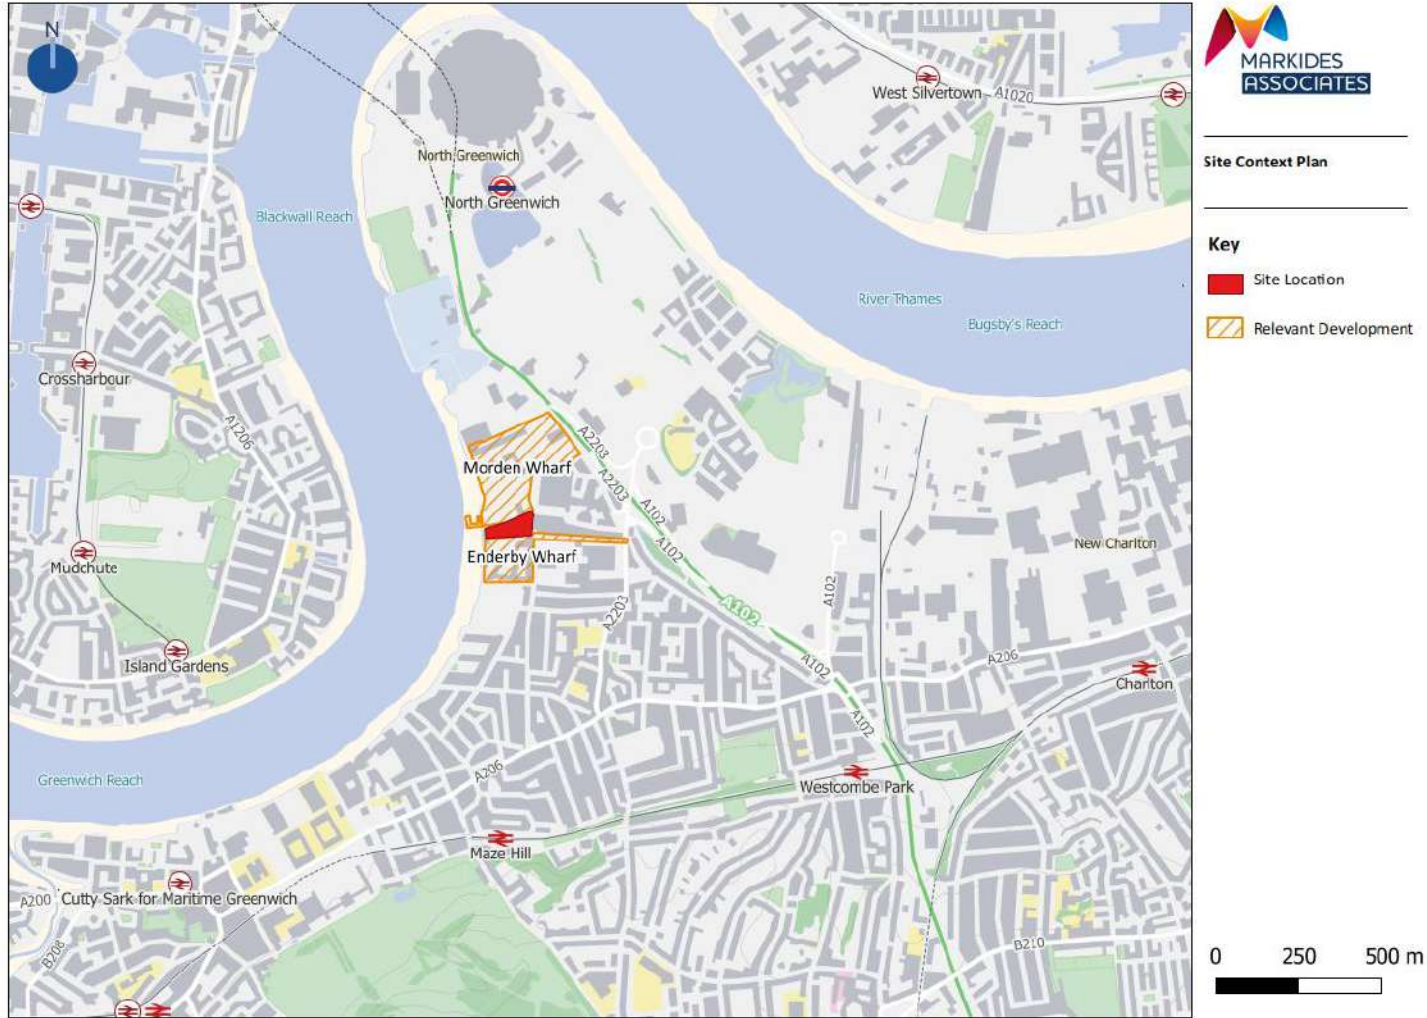 N
MARKIDES
ASSOCIATES
Site Context Plan
Key
Site Location
Relevant Development
0 250 500 m
West Silvertown
A1020
North Greenwich
North Greenwich
Blackwall Reach
River Thames
Bugsby's Reach
Crossharbour
A1206
A2203
Morden Wharf
A2203
A102
A102
Enderby Wharf
New Charlton
Mudchute
A102
A102
A2203
Island Gardens
A102
A206
Charlton
A102
Greenwich Reach
A206
Westcombe Park
Maze Hill
A200
Cutty Sark for Maritime Greenwich
B208
B210